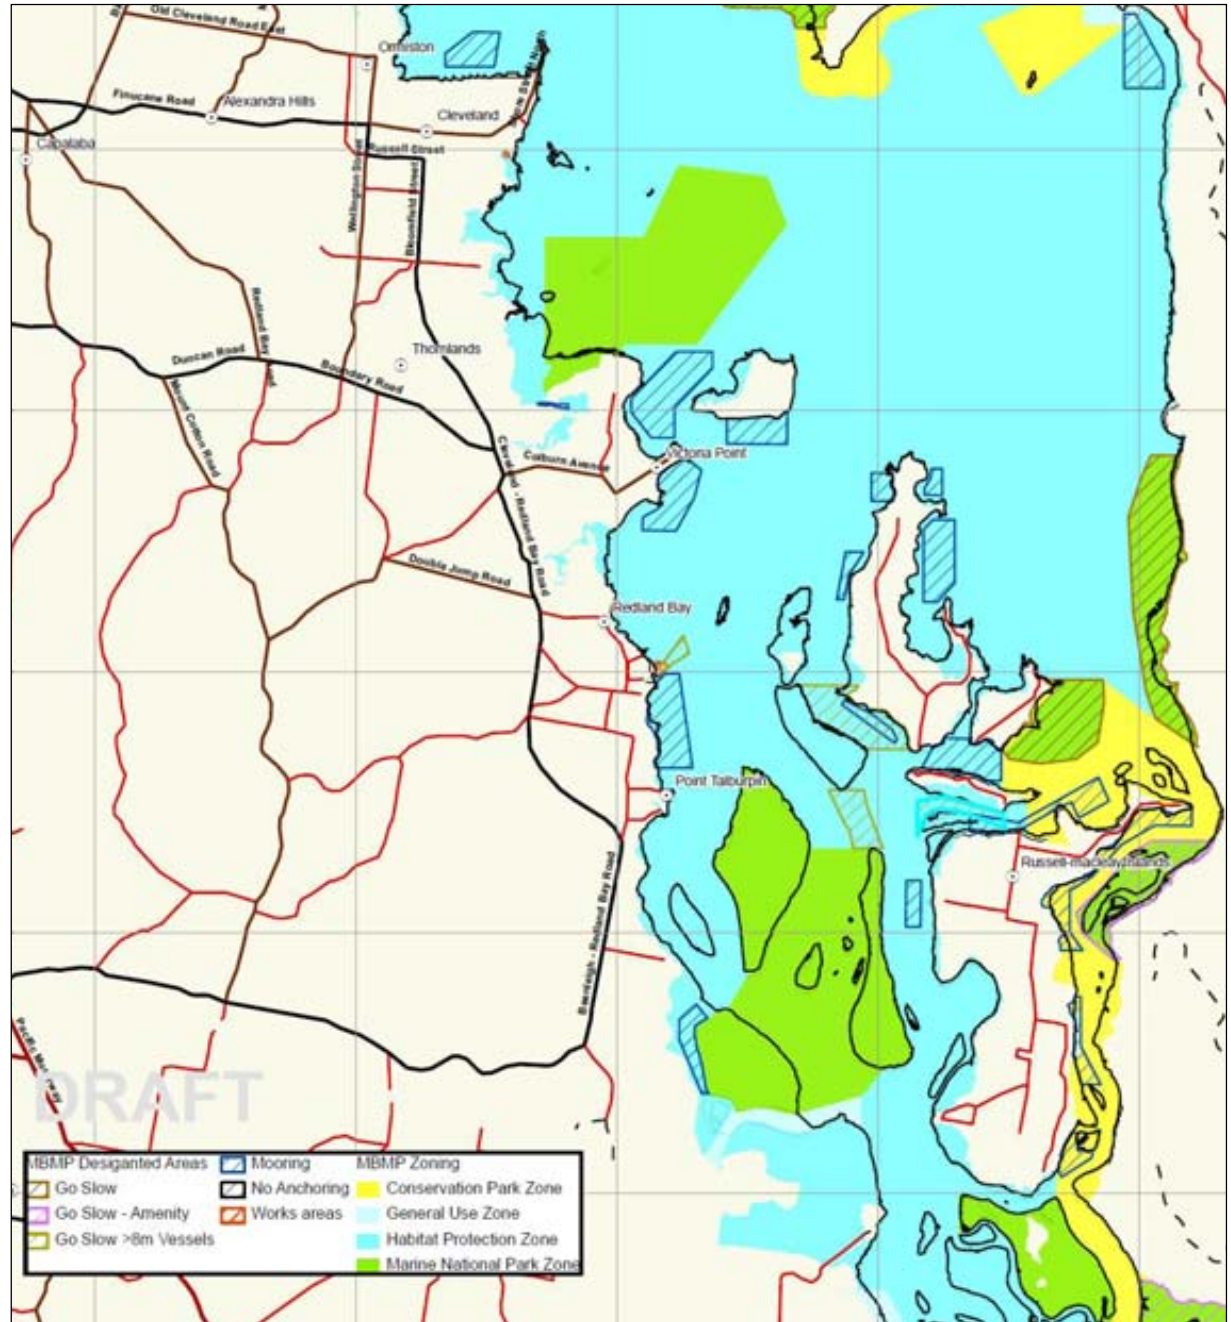 Old Cleveland Road East
Ormiston
Finucane Road
Alexandra Hills
Cleveland
Capalaba
Russell Street
Wellington Street
Bloomfield Street
Redland Bay Road
Thornlands
Duncan Road
Boundary Road
Mount Cotton Road
Cleveland - Redland Bay Road
Colburn Avenue
Victoria Point
Double Jump Road
Redland Bay
Point Talburpin
Russell-macleay Islands
Beenleigh - Redland Bay Road
Pacific Motorway
DRAFT
MBMP Desiganted Areas
Go Slow
Go Slow - Amenity
Go Slow >8m Vessels
Mooring
No Anchoring
Works areas
MBMP Zoning
Conservation Park Zone
General Use Zone
Habitat Protection Zone
Marine National Park Zone